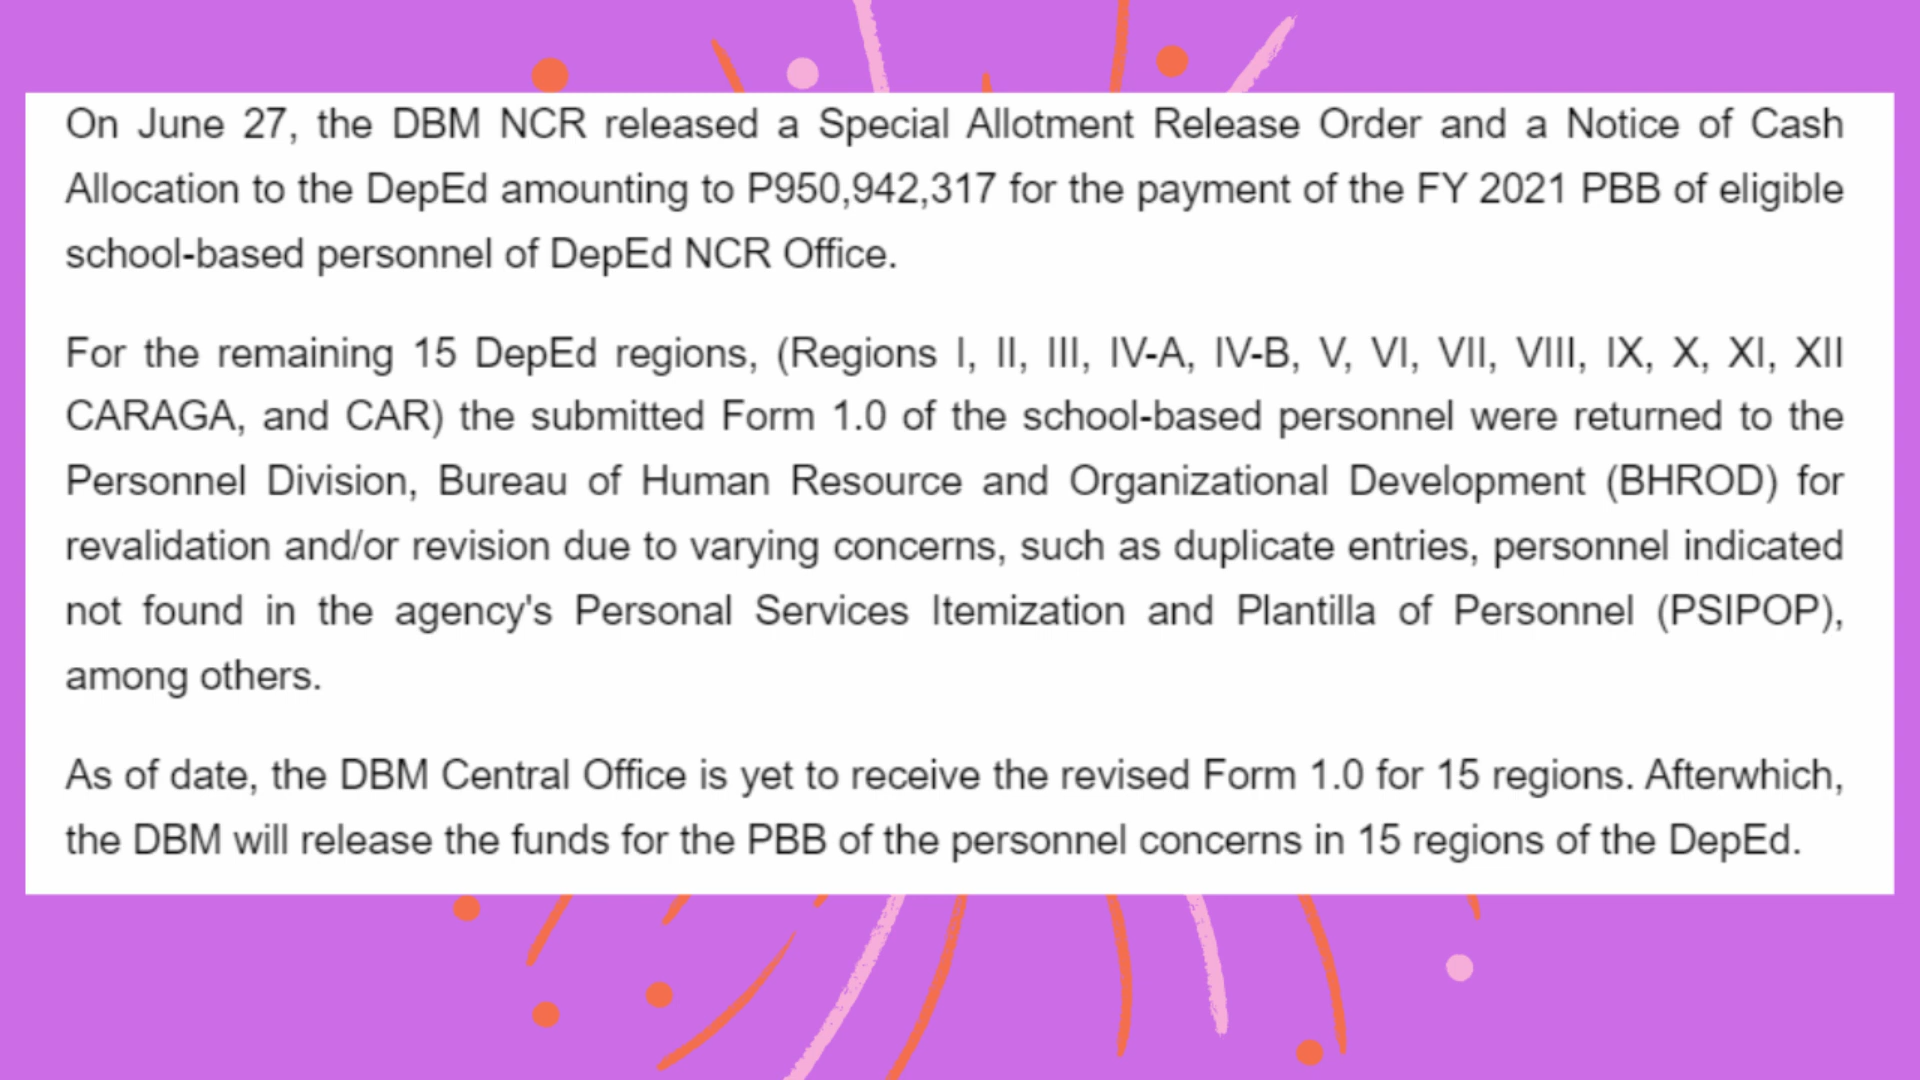 On June 27, the DBM NCR released a Special Allotment Release Order and a Notice of Cash
Allocation to the DepEd amounting to P950,942,317 for the payment of the FY 2021 PBB of eligible
school-based personnel of DepEd NCR Office.
For the remaining 15 DepEd regions, (Regions I, II, III, IV-A, IV-B, V, VI, VII, VIII, IX, X, XI, XII
CARAGA, and CAR) the submitted Form 1.0 of the school-based personnel were returned to the
Personnel Division, Bureau of Human Resource and Organizational Development (BHROD) for
revalidation and/or revision due to varying concerns, such as duplicate entries, personnel indicated
not found in the agency's Personal Services Itemization and Plantilla of Personnel (PSIPOP),
among others.
As of date, the DBM Central Office is yet to receive the revised Form 1.0 for 15 regions. Afterwhich,
the DBM will release the funds for the PBB of the personnel concerns in 15 regions of the DepEd.